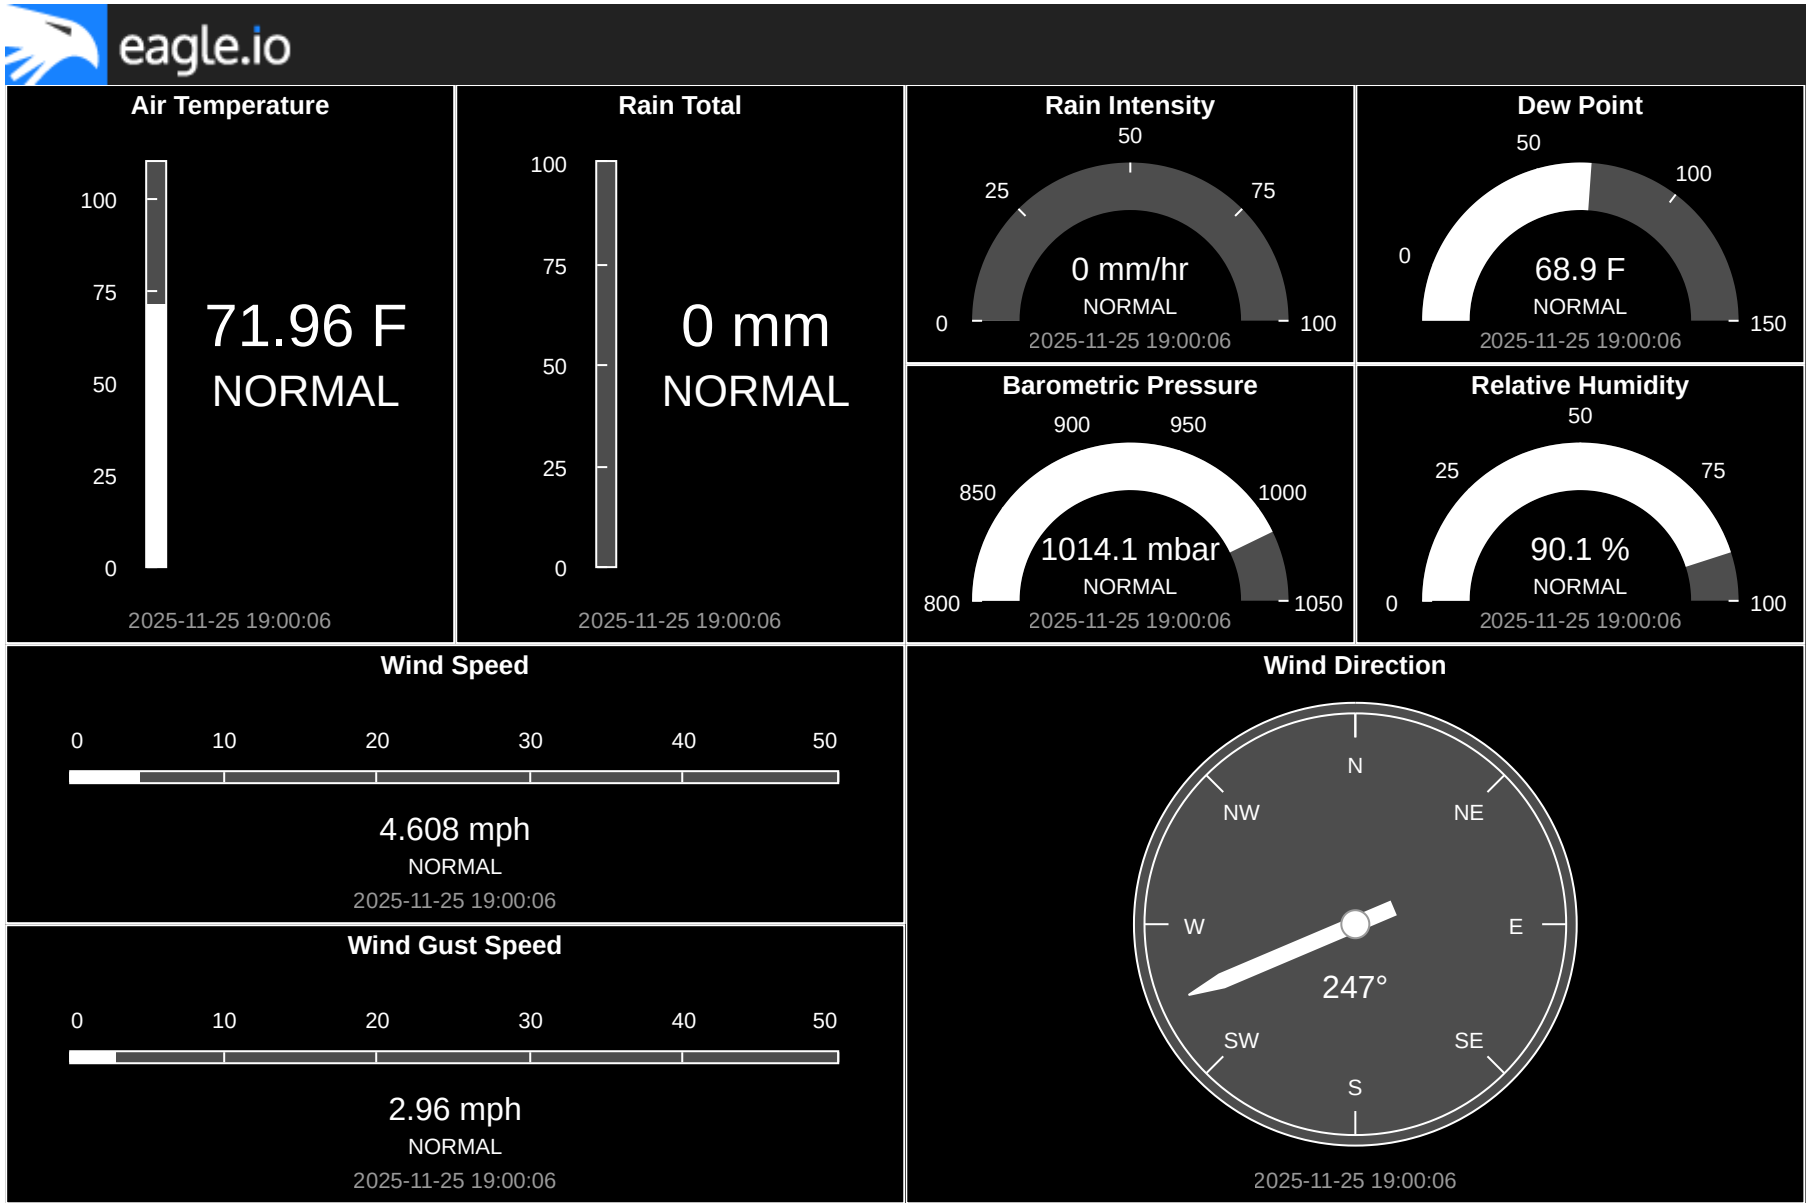 eagle.io
Air Temperature
100
75
50
25
0
71.96 F
NORMAL
2025-11-25 19:00:06
Rain Total
100
75
50
25
0
0 mm
NORMAL
2025-11-25 19:00:06
Rain Intensity
0
25
50
75
100
0 mm/hr
NORMAL
2025-11-25 19:00:06
Dew Point
0
50
100
150
68.9 F
NORMAL
2025-11-25 19:00:06
Barometric Pressure
800
850
900
950
1000
1050
1014.1 mbar
NORMAL
2025-11-25 19:00:06
Relative Humidity
0
25
50
75
100
90.1 %
NORMAL
2025-11-25 19:00:06
Wind Speed
0 10 20 30 40 50
4.608 mph
NORMAL
2025-11-25 19:00:06
Wind Gust Speed
0 10 20 30 40 50
2.96 mph
NORMAL
2025-11-25 19:00:06
Wind Direction
N
NW NE
W E
247°
SW SE
S
2025-11-25 19:00:06